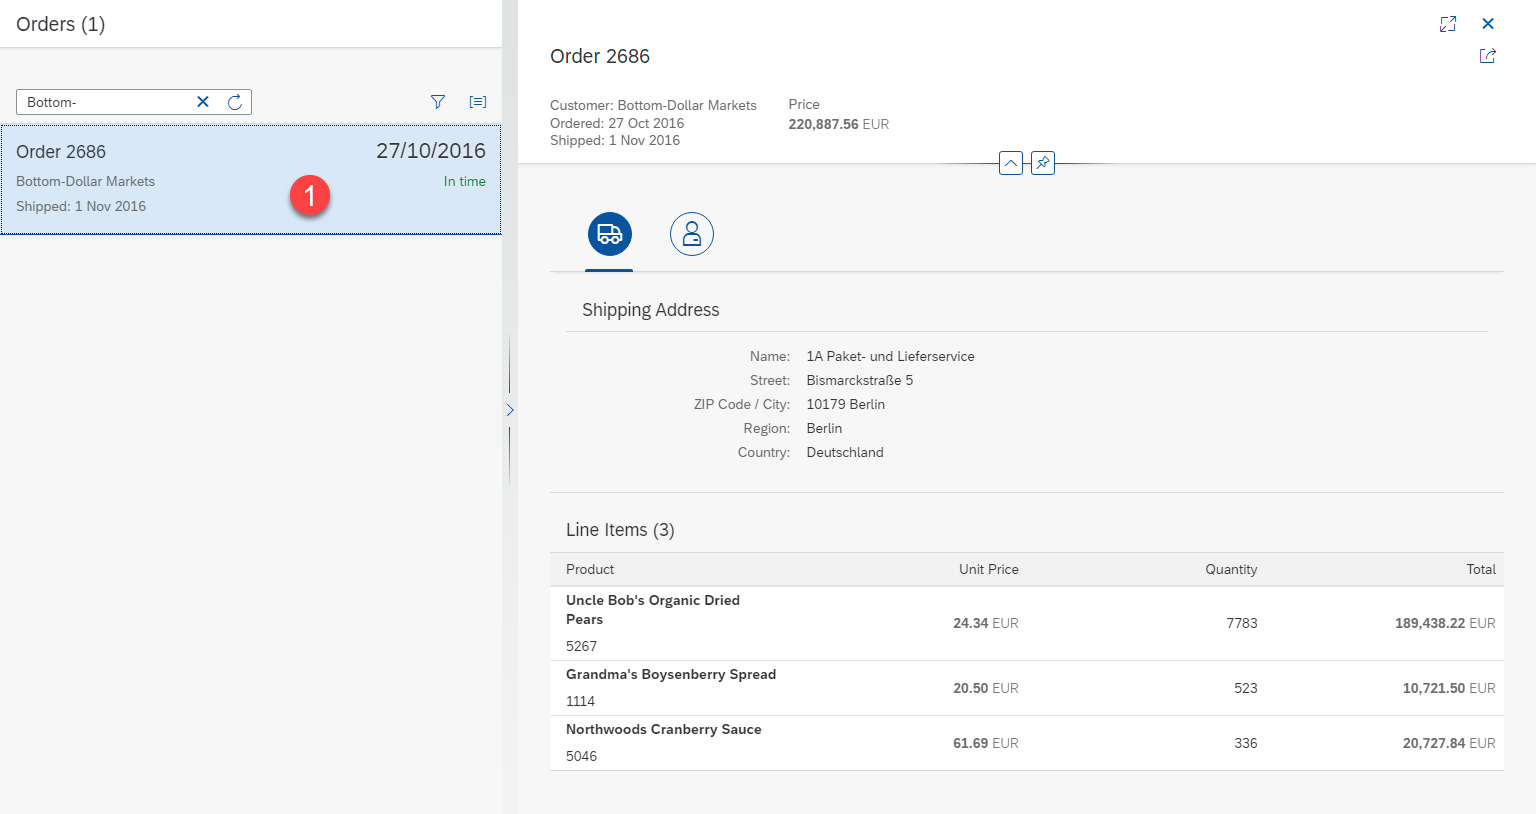 Orders (1)
Bottom-
Order 2686
27/10/2016
Bottom-Dollar Markets
In time
Shipped: 1 Nov 2016
1
Order 2686
Customer: Bottom-Dollar Markets
Ordered: 27 Oct 2016
Shipped: 1 Nov 2016
Price
220,887.56 EUR
Shipping Address
Name: 1A Paket- und Lieferservice
Street: Bismarckstraße 5
ZIP Code / City: 10179 Berlin
Region: Berlin
Country: Deutschland
Line Items (3)
Product Unit Price Quantity Total
Uncle Bob's Organic Dried
Pears
5267
24.34 EUR 7783 189,438.22 EUR
Grandma's Boysenberry Spread
1114
20.50 EUR 523 10,721.50 EUR
Northwoods Cranberry Sauce
5046
61.69 EUR 336 20,727.84 EUR